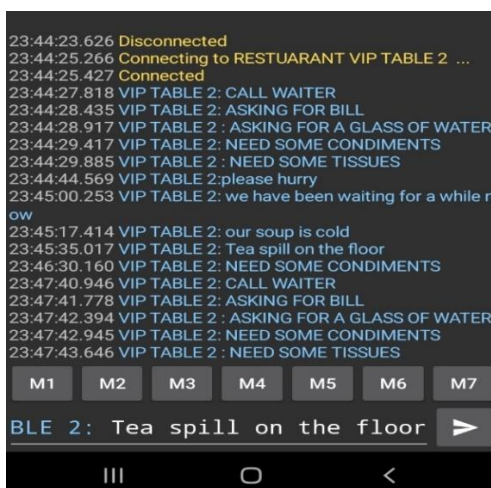 23:44:23.626 Disconnected
23:44:25.266 Connecting to RESTUARANT VIP TABLE 2 ...
23:44:25.427 Connected
23:44:27.818 VIP TABLE 2: CALL WAITER
23:44:28.435 VIP TABLE 2: ASKING FOR BILL
23:44:28.917 VIP TABLE 2 : ASKING FOR A GLASS OF WATER
23:44:29.417 VIP TABLE 2: NEED SOME CONDIMENTS
23:44:29.885 VIP TABLE 2 : NEED SOME TISSUES
23:44:44.569 VIP TABLE 2:please hurry
23:45:00.253 VIP TABLE 2: we have been waiting for a while n
ow
23:45:17.414 VIP TABLE 2: our soup is cold
23:45:35.017 VIP TABLE 2: Tea spill on the floor
23:46:30.160 VIP TABLE 2: NEED SOME CONDIMENTS
23:47:40.946 VIP TABLE 2: CALL WAITER
23:47:41.778 VIP TABLE 2: ASKING FOR BILL
23:47:42.394 VIP TABLE 2 : ASKING FOR A GLASS OF WATER
23:47:42.945 VIP TABLE 2: NEED SOME CONDIMENTS
23:47:43.646 VIP TABLE 2 : NEED SOME TISSUES
M1 M2 M3 M4 M5 M6 M7
BLE 2: Tea spill on the floor